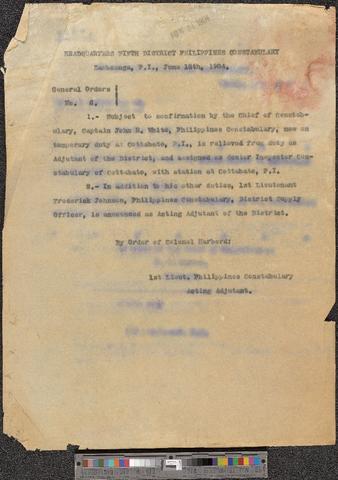 HEADQUARTERS FIFTH DISTRICT PHILIPPINES CONSTABULARY
Zamboanga, P.I., June 18th, 1904.
General Orders
No. 6.
1.- Subject to confirmation by the Chief of Constab-
ulary, Captain John R. White, Philippines Constabulary, now on
temporary duty at Cottabato, P.I., is relieved from duty as
Adjutant of the District, and assigned as Senior Inspector Con-
stabulary of Cottabato, with station at Cottabato, P.I.
2.- In addition to his other duties, 1st Lieutenant
Frederick Johnson, Philippines Constabulary, District Supply
Officer, is announced as Acting Adjutant of the District.
By Order of Colonel Harbord:
1st Lieut. Philippines Constabulary
Acting Adjutant.